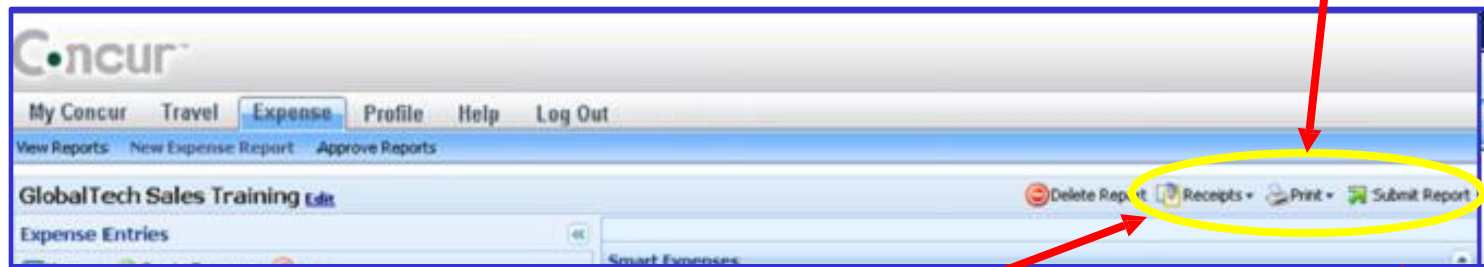 Concur
My Concur Travel Expense Profile Help Log Out
View Reports New Expense Report Approve Reports
GlobalTech Sales Training Edit Delete Report Receipts Print Submit Report
Expense Entries
Smart Expenses